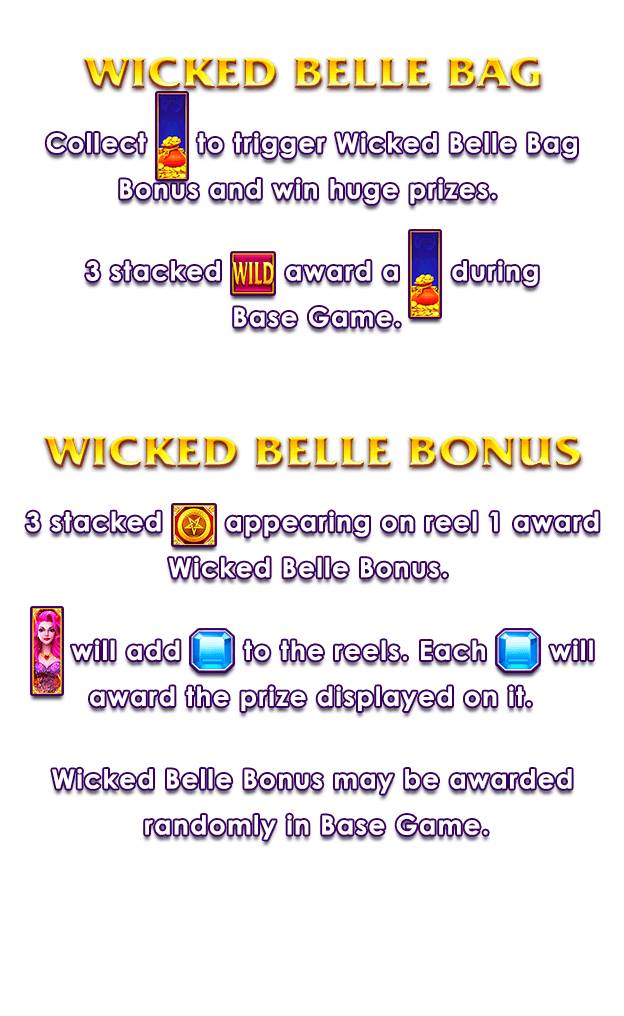 WICKED BELLE BAG
Collect to trigger Wicked Belle Bag
Bonus and win huge prizes.
3 stacked WILD award a during
Base Game.
WICKED BELLE BONUS
3 stacked appearing on reel 1 award
Wicked Belle Bonus.
will add to the reels. Each will
award the prize displayed on it.
Wicked Belle Bonus may be awarded
randomly in Base Game.